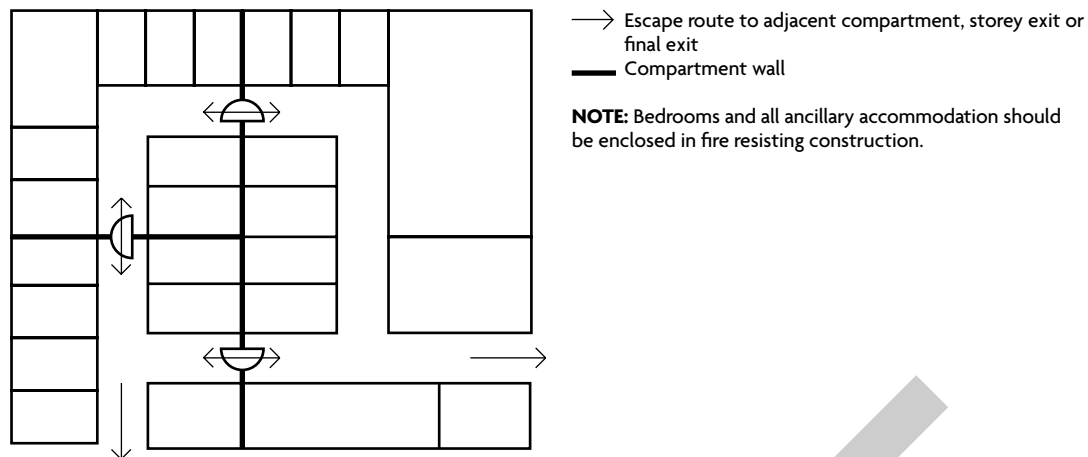 Escape route to adjacent compartment, storey exit or
final exit
Compartment wall
NOTE: Bedrooms and all ancillary accommodation should
be enclosed in fire resisting construction.